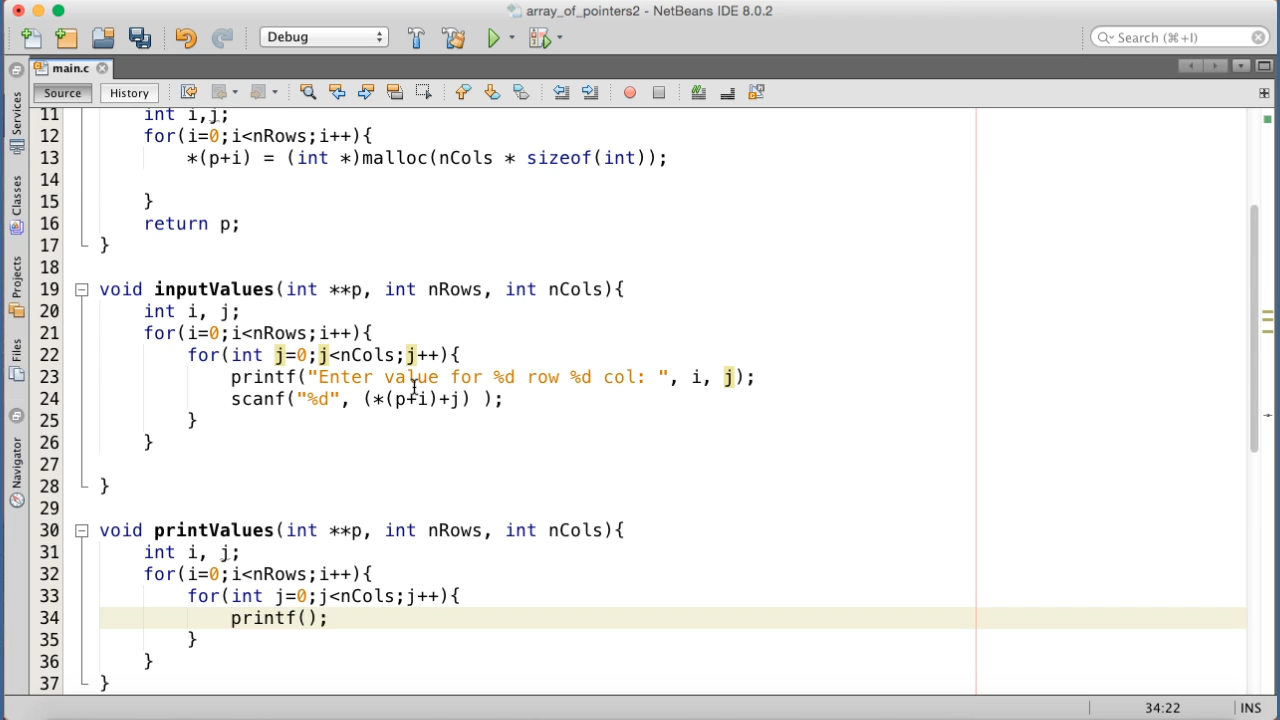 array_of_pointers2 - NetBeans IDE 8.0.2
Debug
Search (⌘+I)
main.c
Source History
Services
Classes
Projects
Files
Navigator
11 int i,j;
12 for(i=0;i<nRows;i++){
13 *(p+i) = (int *)malloc(nCols * sizeof(int));
14
15 }
16 return p;
17 }
18
19 void inputValues(int **p, int nRows, int nCols){
20 int i, j;
21 for(i=0;i<nRows;i++){
22 for(int j=0;j<nCols;j++){
23 printf("Enter value for %d row %d col: ", i, j);
24 scanf("%d", (*(p+i)+j) );
25 }
26 }
27
28 }
29
30 void printValues(int **p, int nRows, int nCols){
31 int i, j;
32 for(i=0;i<nRows;i++){
33 for(int j=0;j<nCols;j++){
34 printf();
35 }
36 }
37 }
34:22 INS